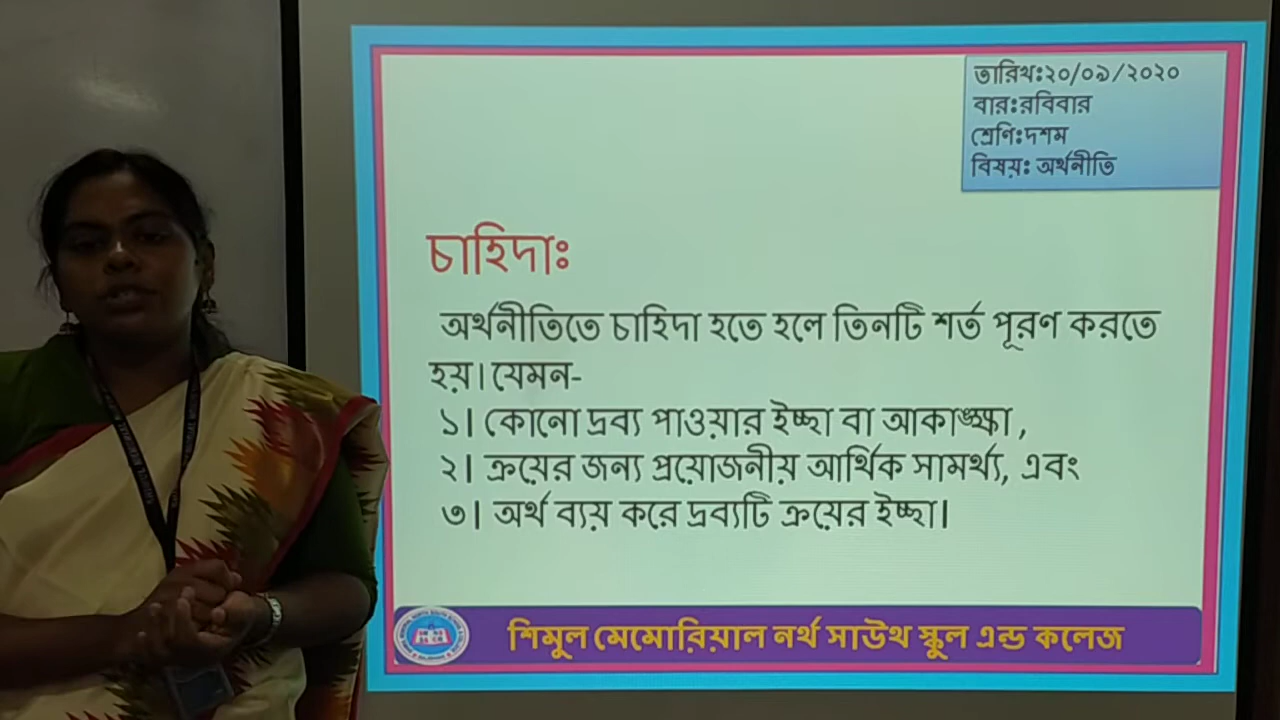 তারিখঃ২০/০৯/২০২০
বারঃরবিবার
শ্রেণিঃদশম
বিষয়ঃ অর্থনীতি
চাহিদাঃ
অর্থনীতিতে চাহিদা হতে হলে তিনটি শর্ত পূরণ করতে
হয়। যেমন-
১। কোনো দ্রব্য পাওয়ার ইচ্ছা বা আকাঙ্ক্ষা,
২। ক্রয়ের জন্য প্রয়োজনীয় আর্থিক সামর্থ্য, এবং
৩। অর্থ ব্যয় করে দ্রব্যটি ক্রয়ের ইচ্ছা।
শিমুল মেমোরিয়াল নর্থ সাউথ স্কুল এন্ড কলেজ